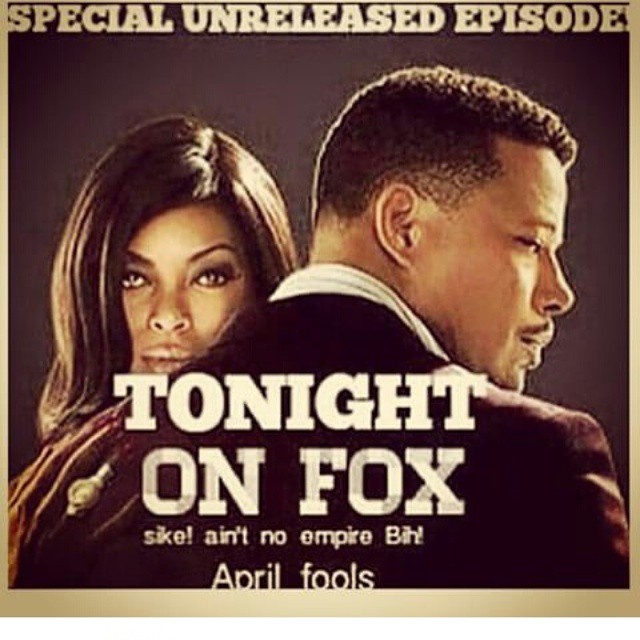 SPECIAL UNRELEASED EPISODE!
TONIGHT
ON FOX
sike! ain't no empire Bih!
April fools